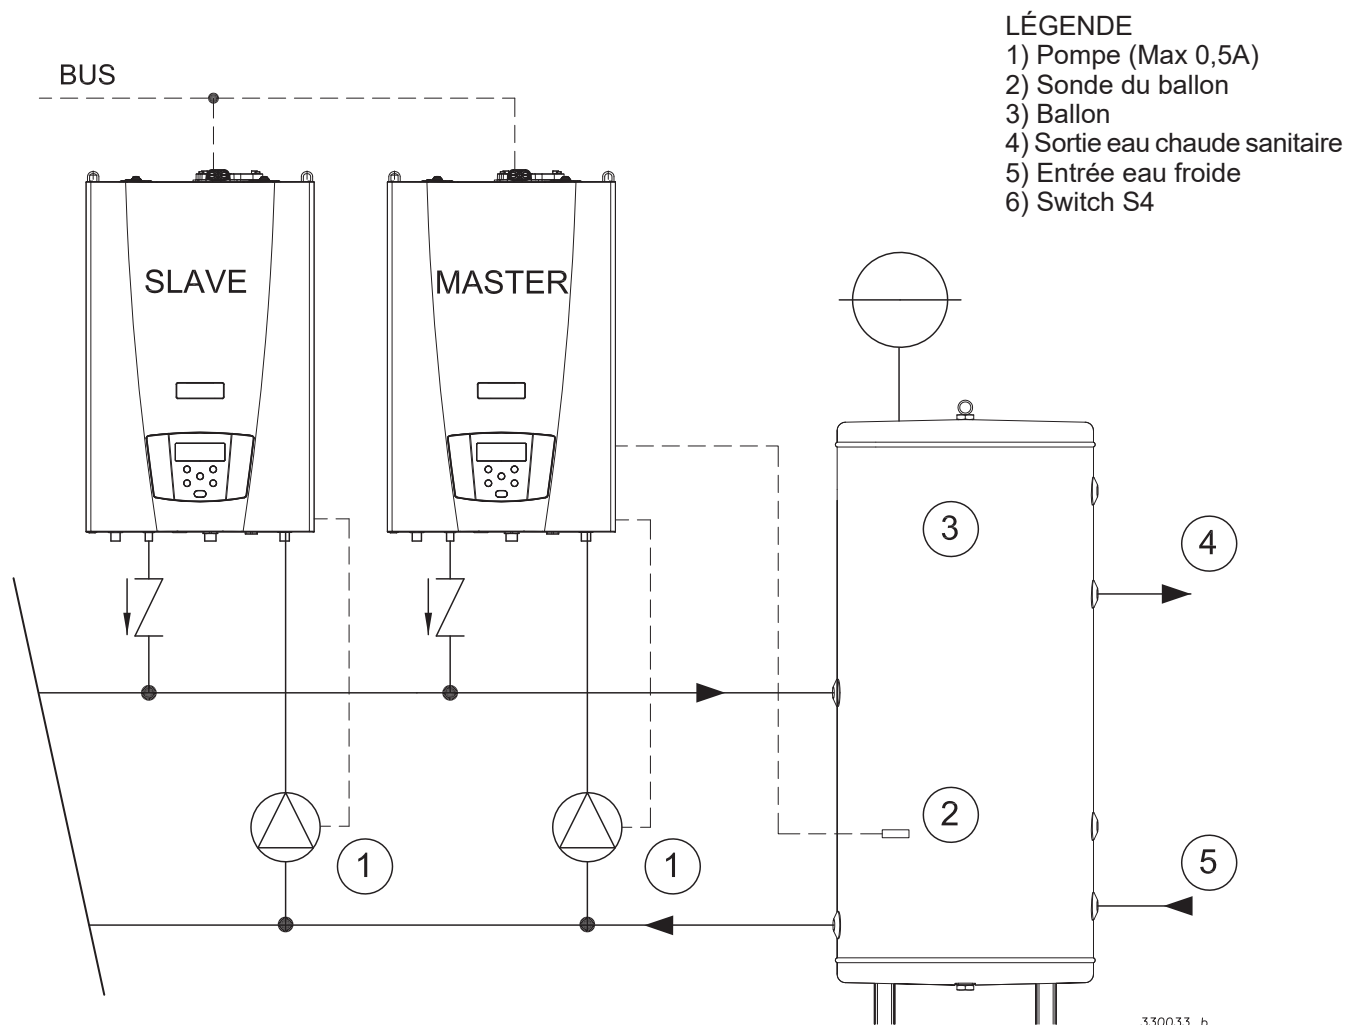 LÉGENDE
1) Pompe (Max 0,5A)
2) Sonde du ballon
3) Ballon
4) Sortie eau chaude sanitaire
5) Entrée eau froide
6) Switch S4
BUS
SLAVE
MASTER
3
4
2
5
1
1
330033_b